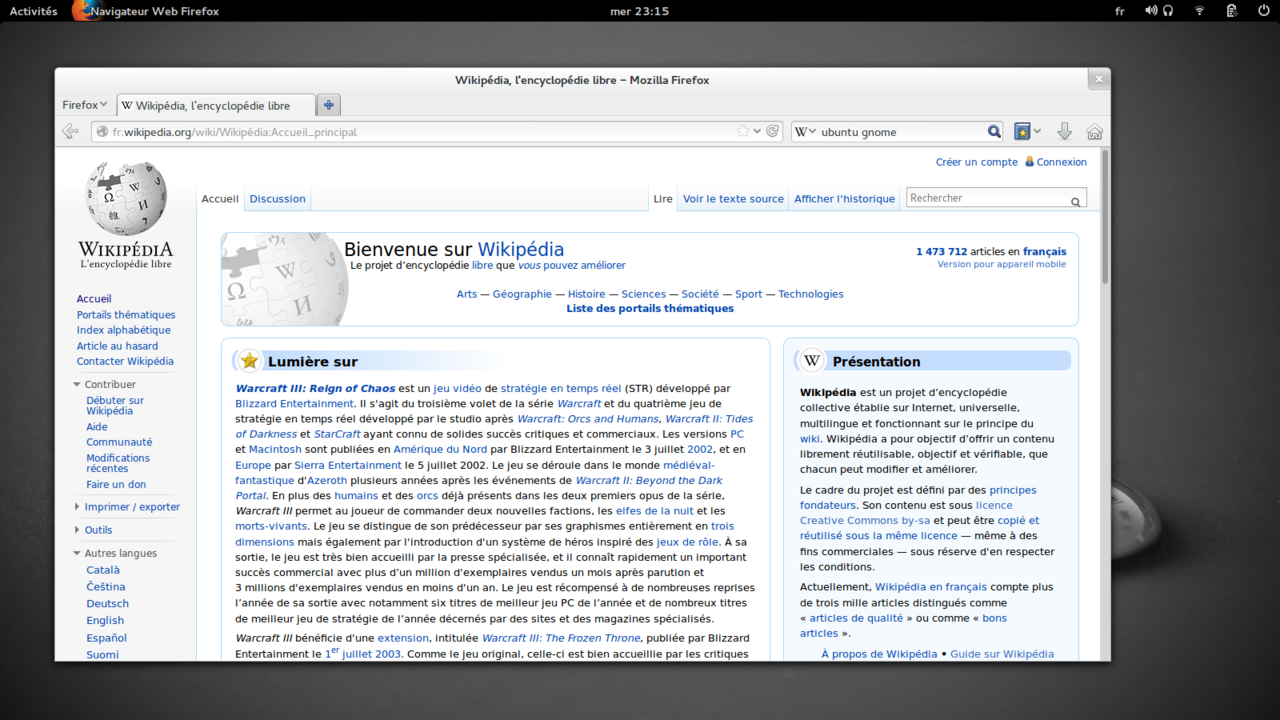 Activités Navigateur Web Firefox mer 23:15 fr
Wikipédia, l'encyclopédie libre – Mozilla Firefox
Firefox Wikipédia, l'encyclopédie libre
fr.wikipedia.org/wiki/Wikipédia:Accueil_principal ubuntu gnome
Créer un compte Connexion
Accueil Discussion Lire Voir le texte source Afficher l'historique Rechercher
WIKIPÉDIA
L'encyclopédie libre
Accueil
Portails thématiques
Index alphabétique
Article au hasard
Contacter Wikipédia
Contribuer
Débuter sur
Wikipédia
Aide
Communauté
Modifications
récentes
Faire un don
Imprimer / exporter
Outils
Autres langues
Català
Čeština
Deutsch
English
Español
Suomi
Bienvenue sur Wikipédia
Le projet d’encyclopédie libre que vous pouvez améliorer
1 473 712 articles en français
Version pour appareil mobile
Arts — Géographie — Histoire — Sciences — Société — Sport — Technologies
Liste des portails thématiques
Lumière sur
Warcraft III: Reign of Chaos est un jeu vidéo de stratégie en temps réel (STR) développé par
Blizzard Entertainment. Il s'agit du troisième volet de la série Warcraft et du quatrième jeu de
stratégie en temps réel développé par le studio après Warcraft: Orcs and Humans, Warcraft II: Tides
of Darkness et StarCraft ayant connu de solides succès critiques et commerciaux. Les versions PC
et Macintosh sont publiées en Amérique du Nord par Blizzard Entertainment le 3 juillet 2002, et en
Europe par Sierra Entertainment le 5 juillet 2002. Le jeu se déroule dans le monde médiéval-
fantastique d'Azeroth plusieurs années après les événements de Warcraft II: Beyond the Dark
Portal. En plus des humains et des orcs déjà présents dans les deux premiers opus de la série,
Warcraft III permet au joueur de commander deux nouvelles factions, les elfes de la nuit et les
morts-vivants. Le jeu se distingue de son prédécesseur par ses graphismes entièrement en trois
dimensions mais également par l'introduction d'un système de héros inspiré des jeux de rôle. À sa
sortie, le jeu est très bien accueilli par la presse spécialisée, et il connaît rapidement un important
succès commercial avec plus d’un million d'exemplaires vendus un mois après parution et
3 millions d'exemplaires vendus en moins d'un an. Le jeu est récompensé à de nombreuses reprises
l’année de sa sortie avec notamment six titres de meilleur jeu PC de l’année et de nombreux titres
de meilleur jeu de stratégie de l’année décernés par des sites et des magazines spécialisés.
Warcraft III bénéficie d'une extension, intitulée Warcraft III: The Frozen Throne, publiée par Blizzard
Entertainment le 1er juillet 2003. Comme le jeu original, celle-ci est bien accueillie par les critiques
Présentation
Wikipédia est un projet d’encyclopédie
collective établie sur Internet, universelle,
multilingue et fonctionnant sur le principe du
wiki. Wikipédia a pour objectif d’offrir un contenu
librement réutilisable, objectif et vérifiable, que
chacun peut modifier et améliorer.
Le cadre du projet est défini par des principes
fondateurs. Son contenu est sous licence
Creative Commons by-sa et peut être copié et
réutilisé sous la même licence — même à des
fins commerciales — sous réserve d'en respecter
les conditions.
Actuellement, Wikipédia en français compte plus
de trois mille articles distingués comme
« articles de qualité » ou comme « bons
articles ».
À propos de Wikipédia • Guide sur Wikipédia